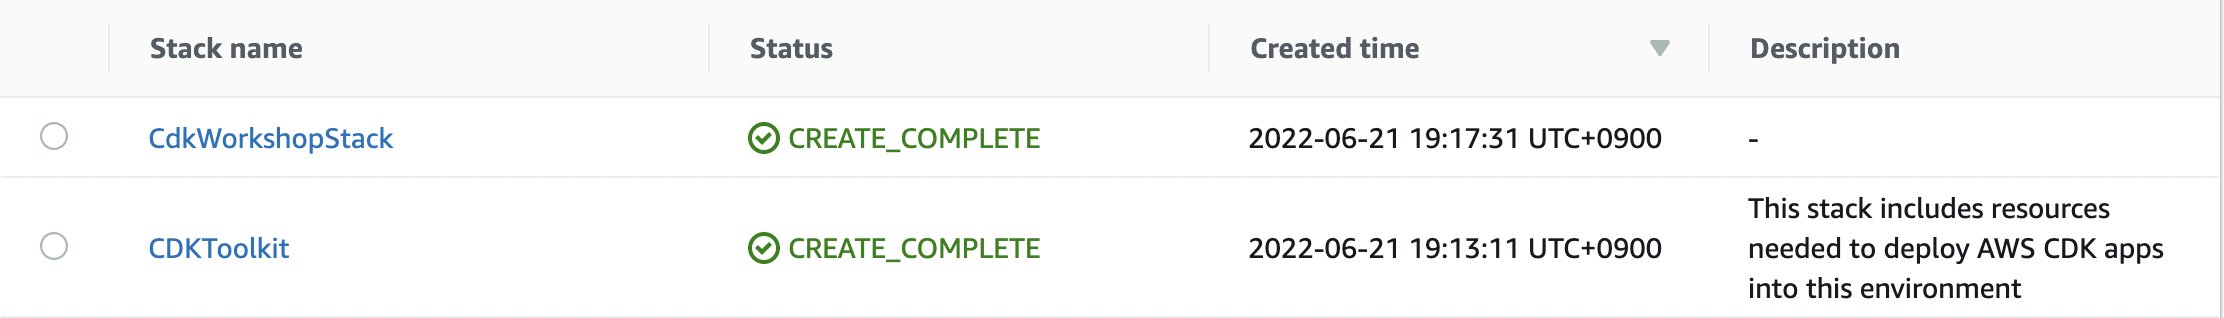 Stack name Status Created time Description
CdkWorkshopStack CREATE_COMPLETE 2022-06-21 19:17:31 UTC+0900 -
CDKToolkit CREATE_COMPLETE 2022-06-21 19:13:11 UTC+0900 This stack includes resources
needed to deploy AWS CDK apps
into this environment